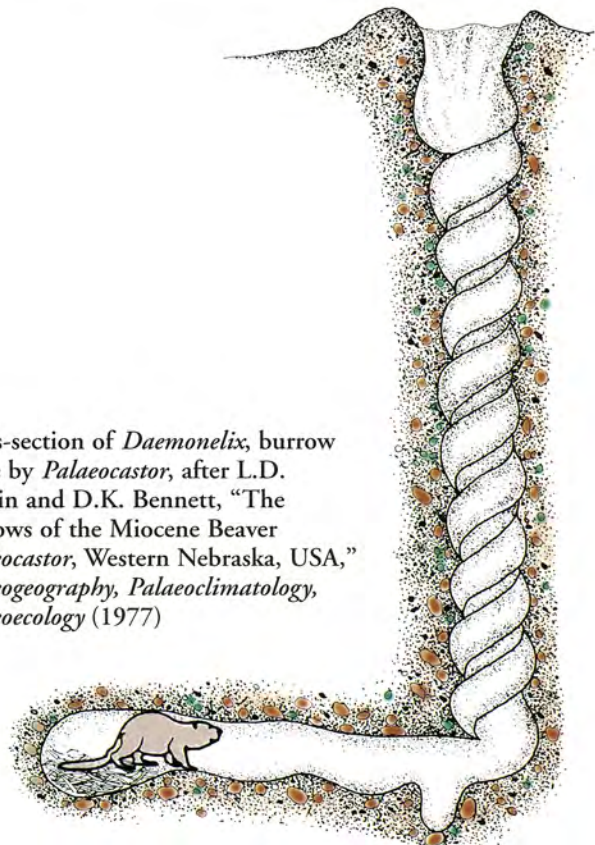 s-section of Daemonelix, burrow
e by Palaeocastor, after L.D.
in and D.K. Bennett, “The
ows of the Miocene Beaver
ocastor, Western Nebraska, USA,”
ogeography, Palaeoclimatology,
oecology (1977)